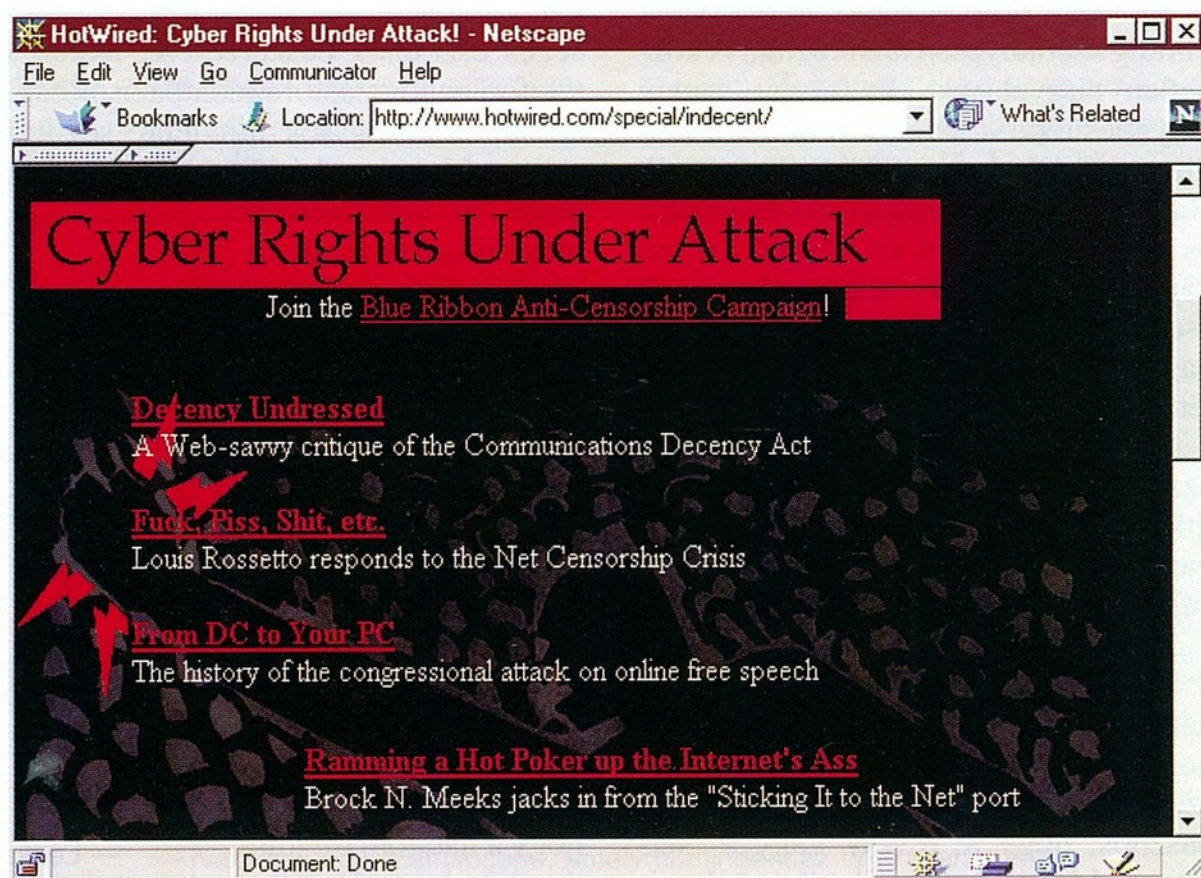 HotWired: Cyber Rights Under Attack! - Netscape
File Edit View Go Communicator Help
Bookmarks Location: http://www.hotwired.com/special/indecent/ What's Related N
Cyber Rights Under Attack
Join the Blue Ribbon Anti-Censorship Campaign!
Decency Undressed
A Web-savvy critique of the Communications Decency Act
Fuck, Piss, Shit, etc.
Louis Rossetto responds to the Net Censorship Crisis
From DC to Your PC
The history of the congressional attack on online free speech
Ramming a Hot Poker up the Internet's Ass
Brock N. Meeks jacks in from the "Sticking It to the Net" port
Document: Done